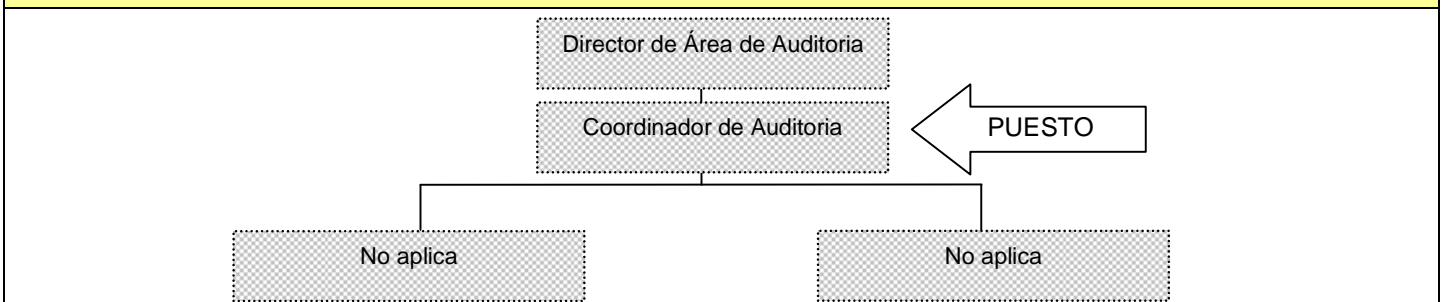 Director de Área de Auditoria
Coordinador de Auditoria
PUESTO
No aplica
No aplica